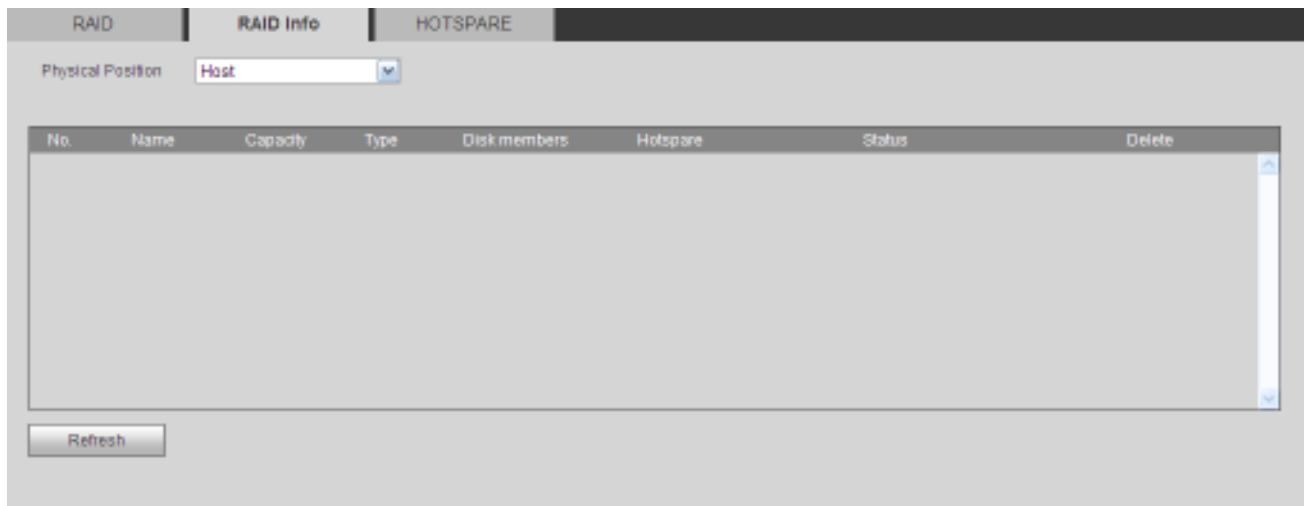 RAID RAID Info HOTSPARE
Physical Position Host
No. Name Capacity Type Disk members Hotspare Status Delete
Refresh